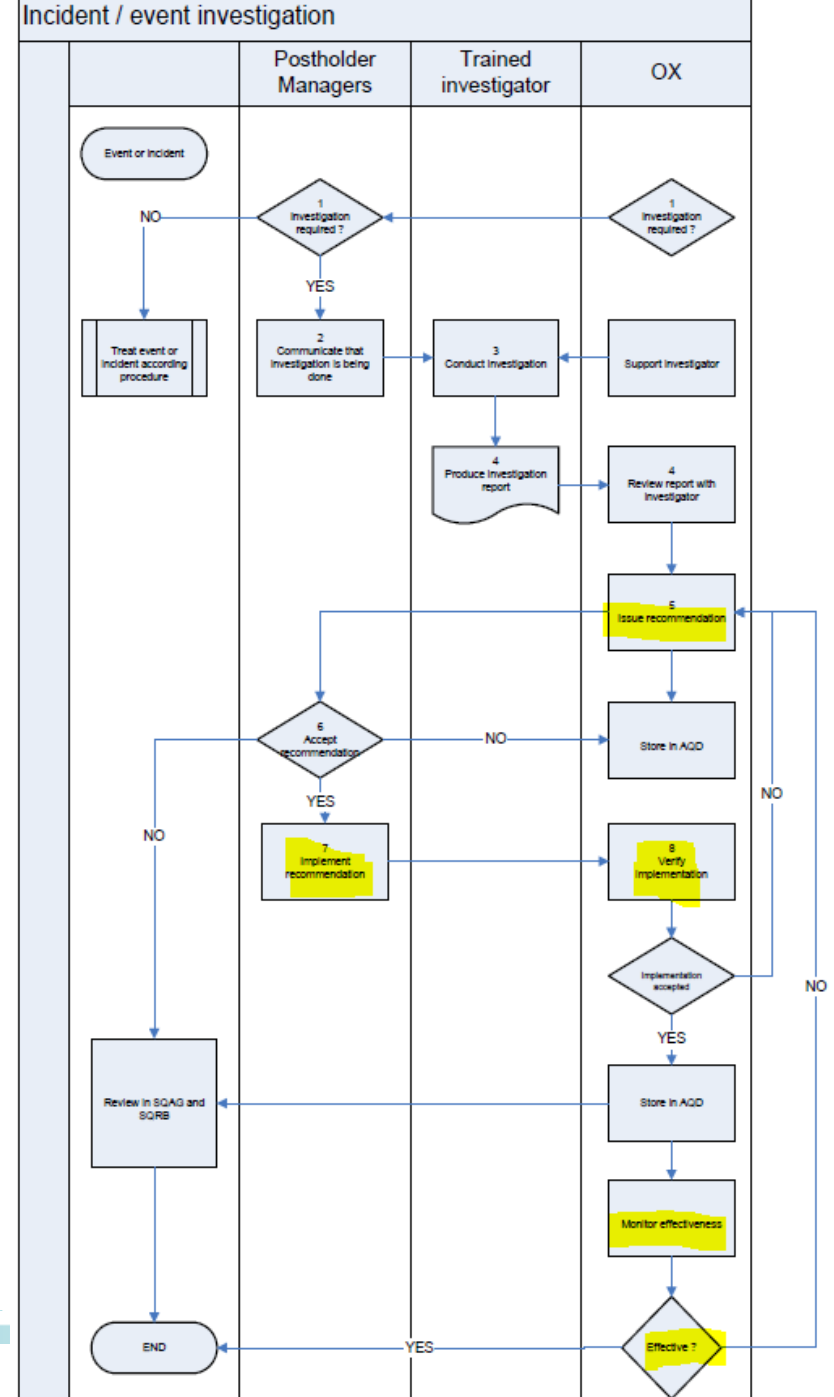 Incident / event investigation
Postholder
Managers
Trained
investigator
OX
Event or Incident
NO
1
Investigation
required ?
1
Investigation
required ?
YES
Treat event or
Incident according
procedure
2
Communicate that
Investigation is being
done
3
Conduct Investigation
Support Investigator
4
Produce Investigation
report
4
Review report with
Investigator
5
Issue recommendation
6
Accept
recommendation
NO
Store in AQD
NO
YES
NO
7
Implement
recommendation
8
Verify
Implementation
Implementation
accepted
NO
YES
Review in SQAG and
SQRB
Store in AQD
Monitor effectiveness
END
YES
Effective ?